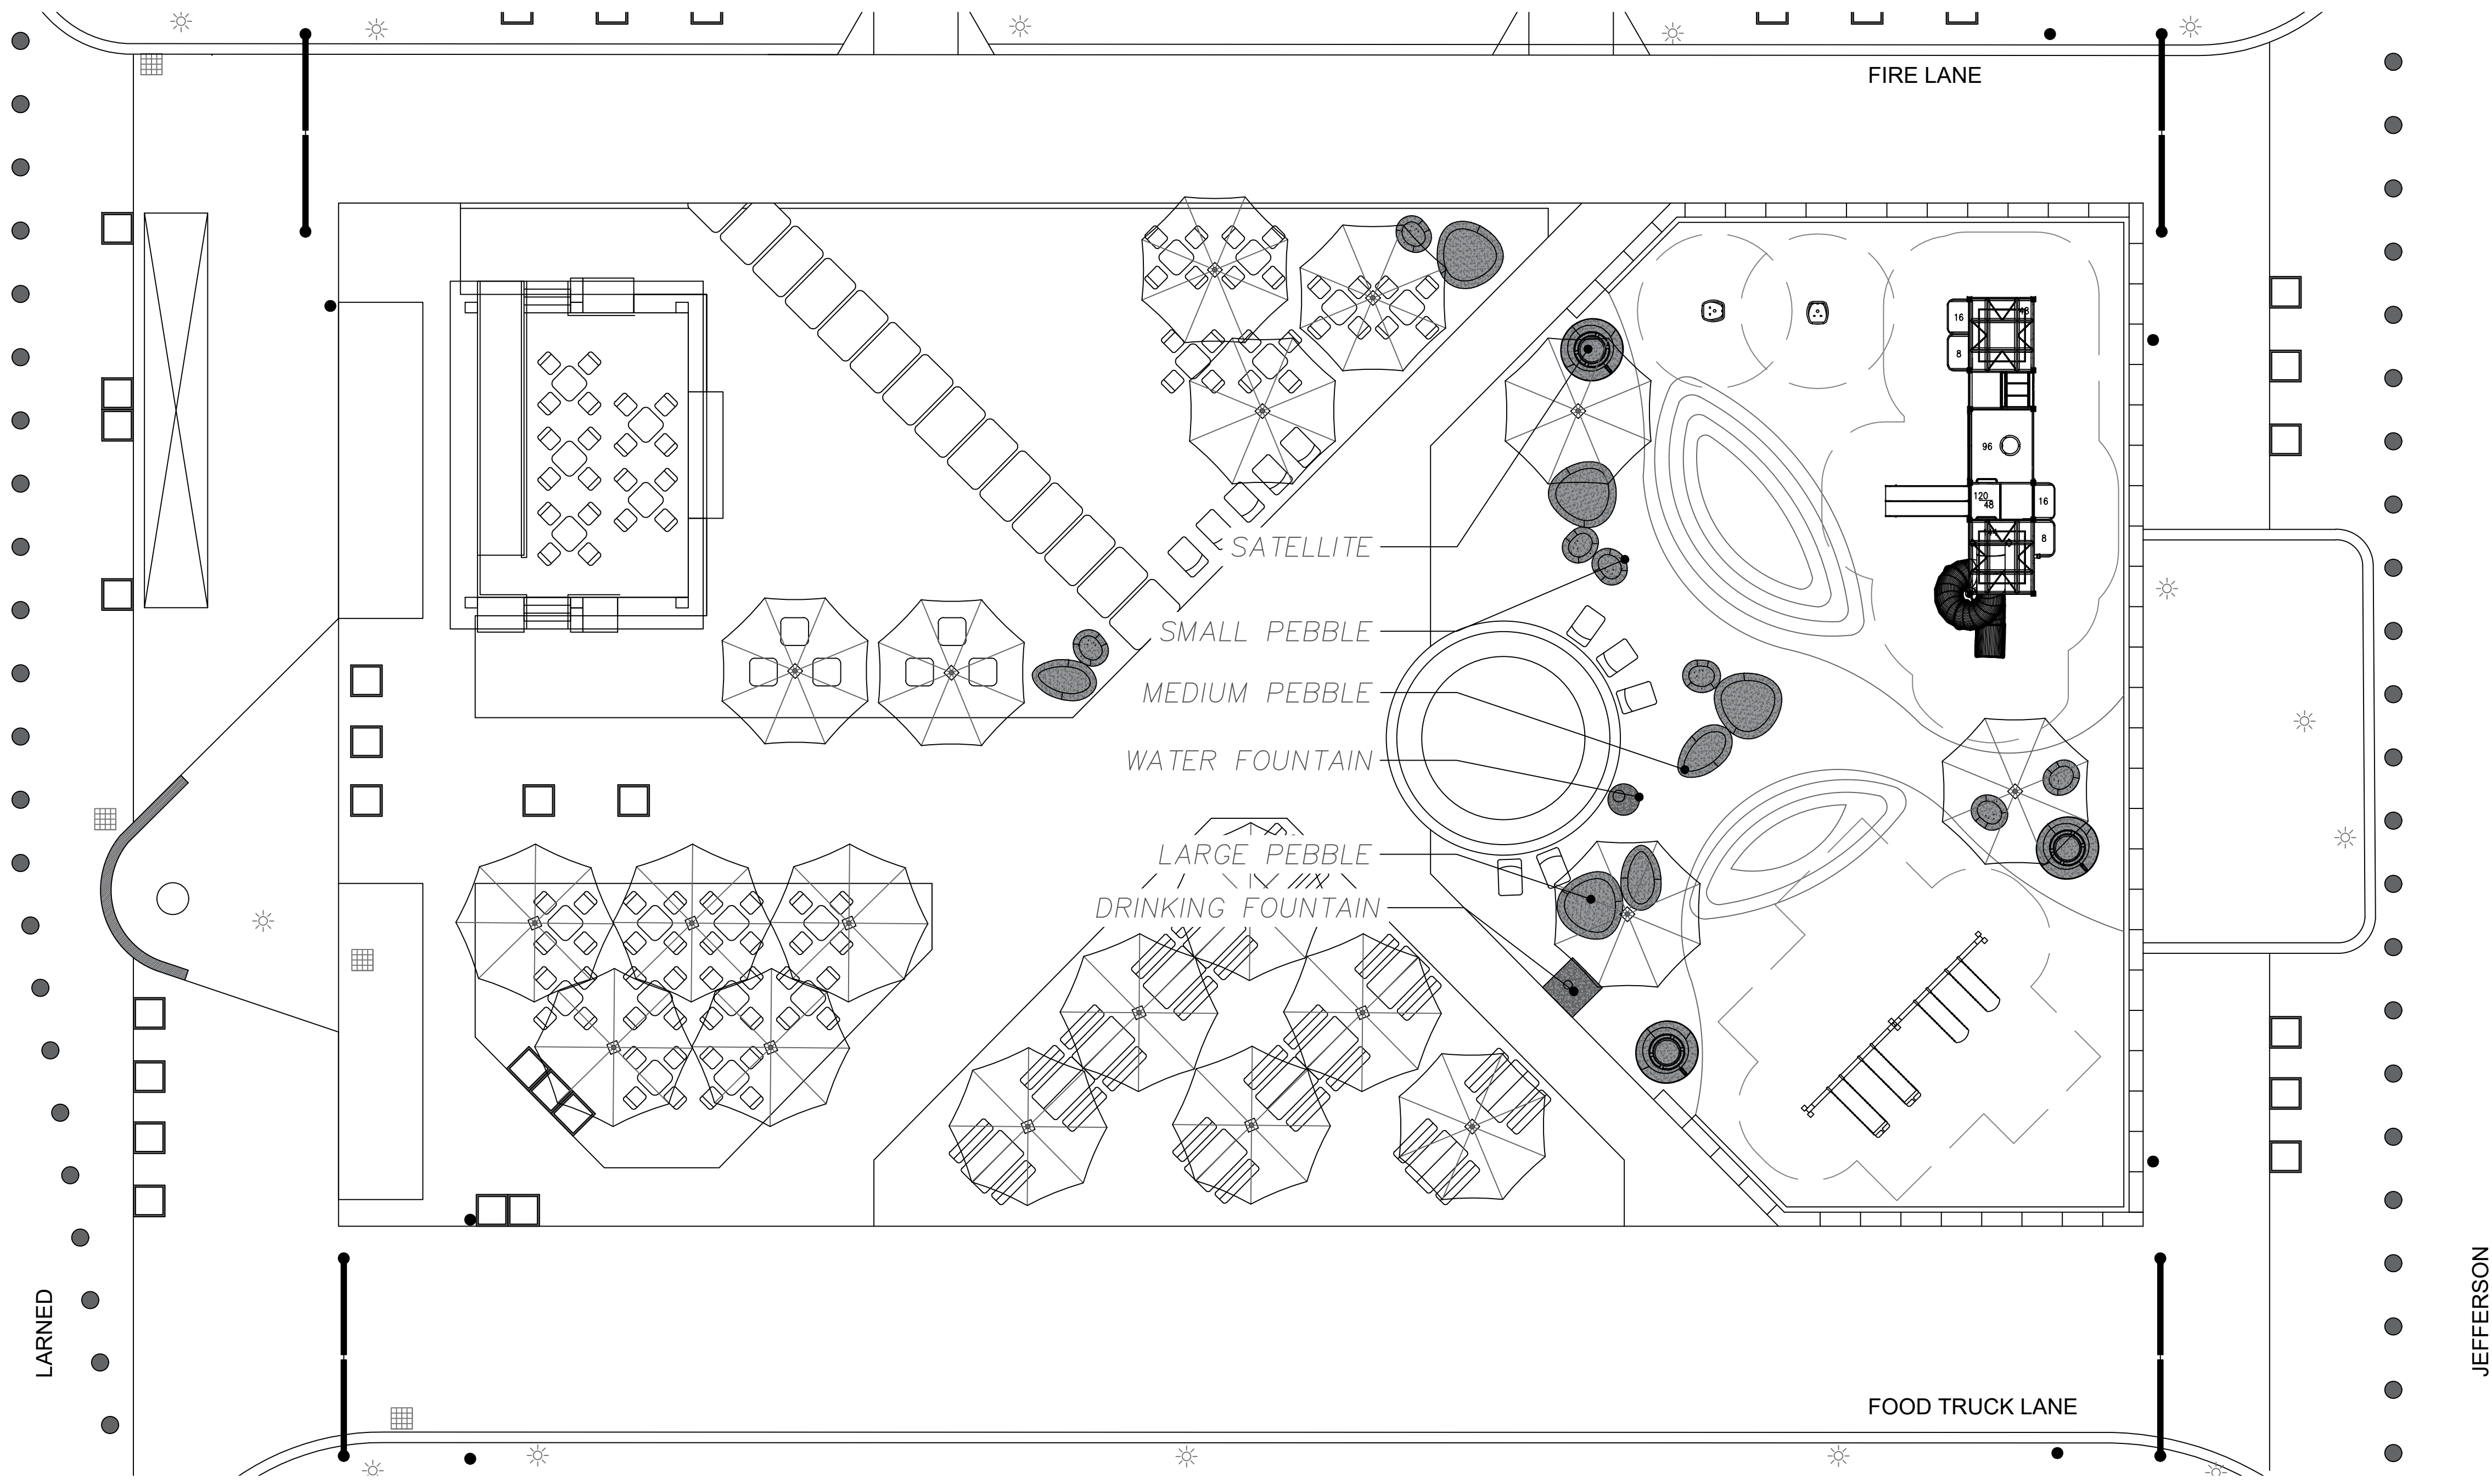 FIRE LANE
16
48
8
96
120
48
16
8
SATELLITE
SMALL PEBBLE
MEDIUM PEBBLE
WATER FOUNTAIN
LARGE PEBBLE
DRINKING FOUNTAIN
LARNED
JEFFERSON
FOOD TRUCK LANE